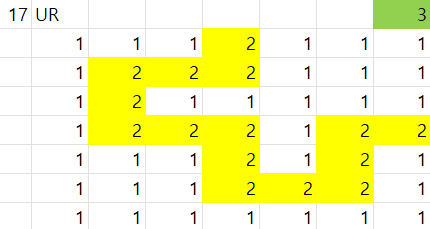 17 UR 3
1 1 1 2 1 1 1
1 2 2 2 1 1 1
1 2 1 1 1 1 1
1 2 2 2 1 2 2
1 1 1 2 1 2 1
1 1 1 2 2 2 1
1 1 1 1 1 1 1